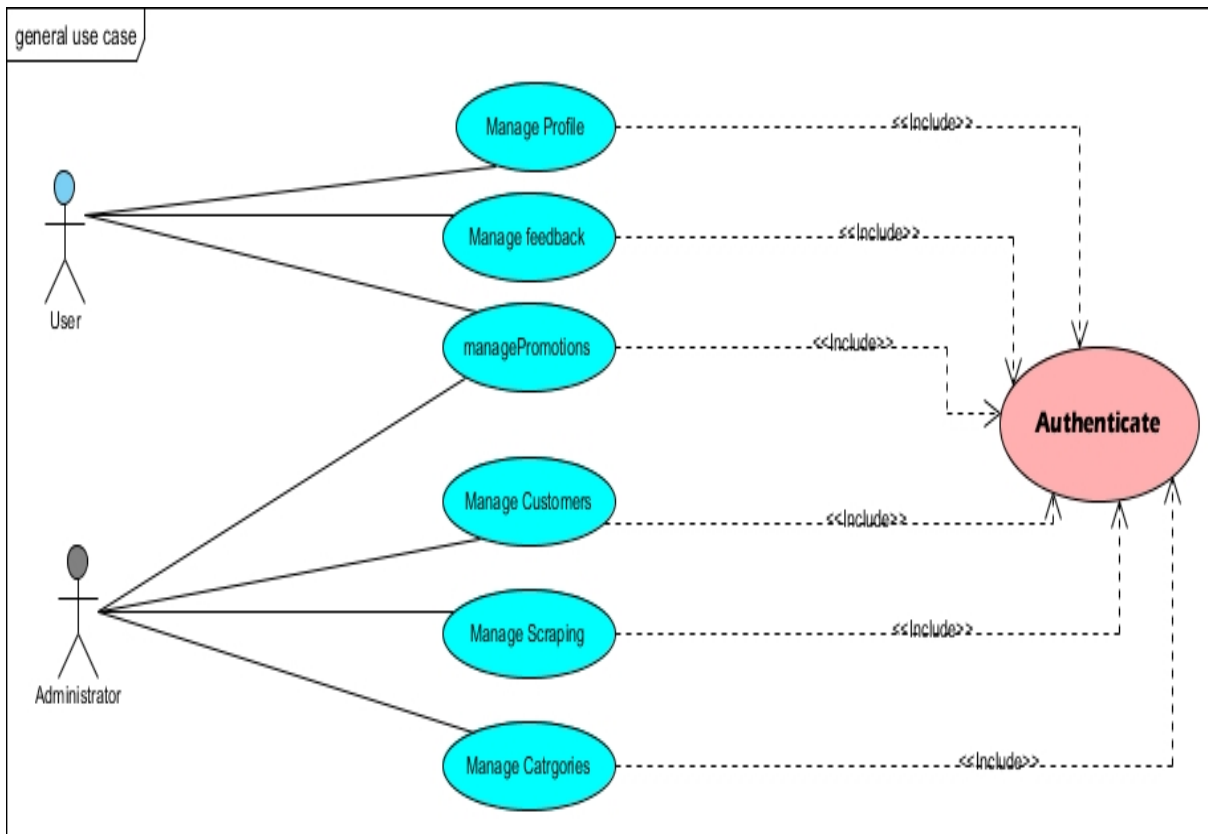 general use case
Manage Profile
<<Include>>
Manage feedback
<<Include>>
User
managePromotions
<<Include>>
Authenticate
Manage Customers
<<Include>>
Manage Scraping
<<Include>>
Administrator
Manage Catrgories
<<Include>>